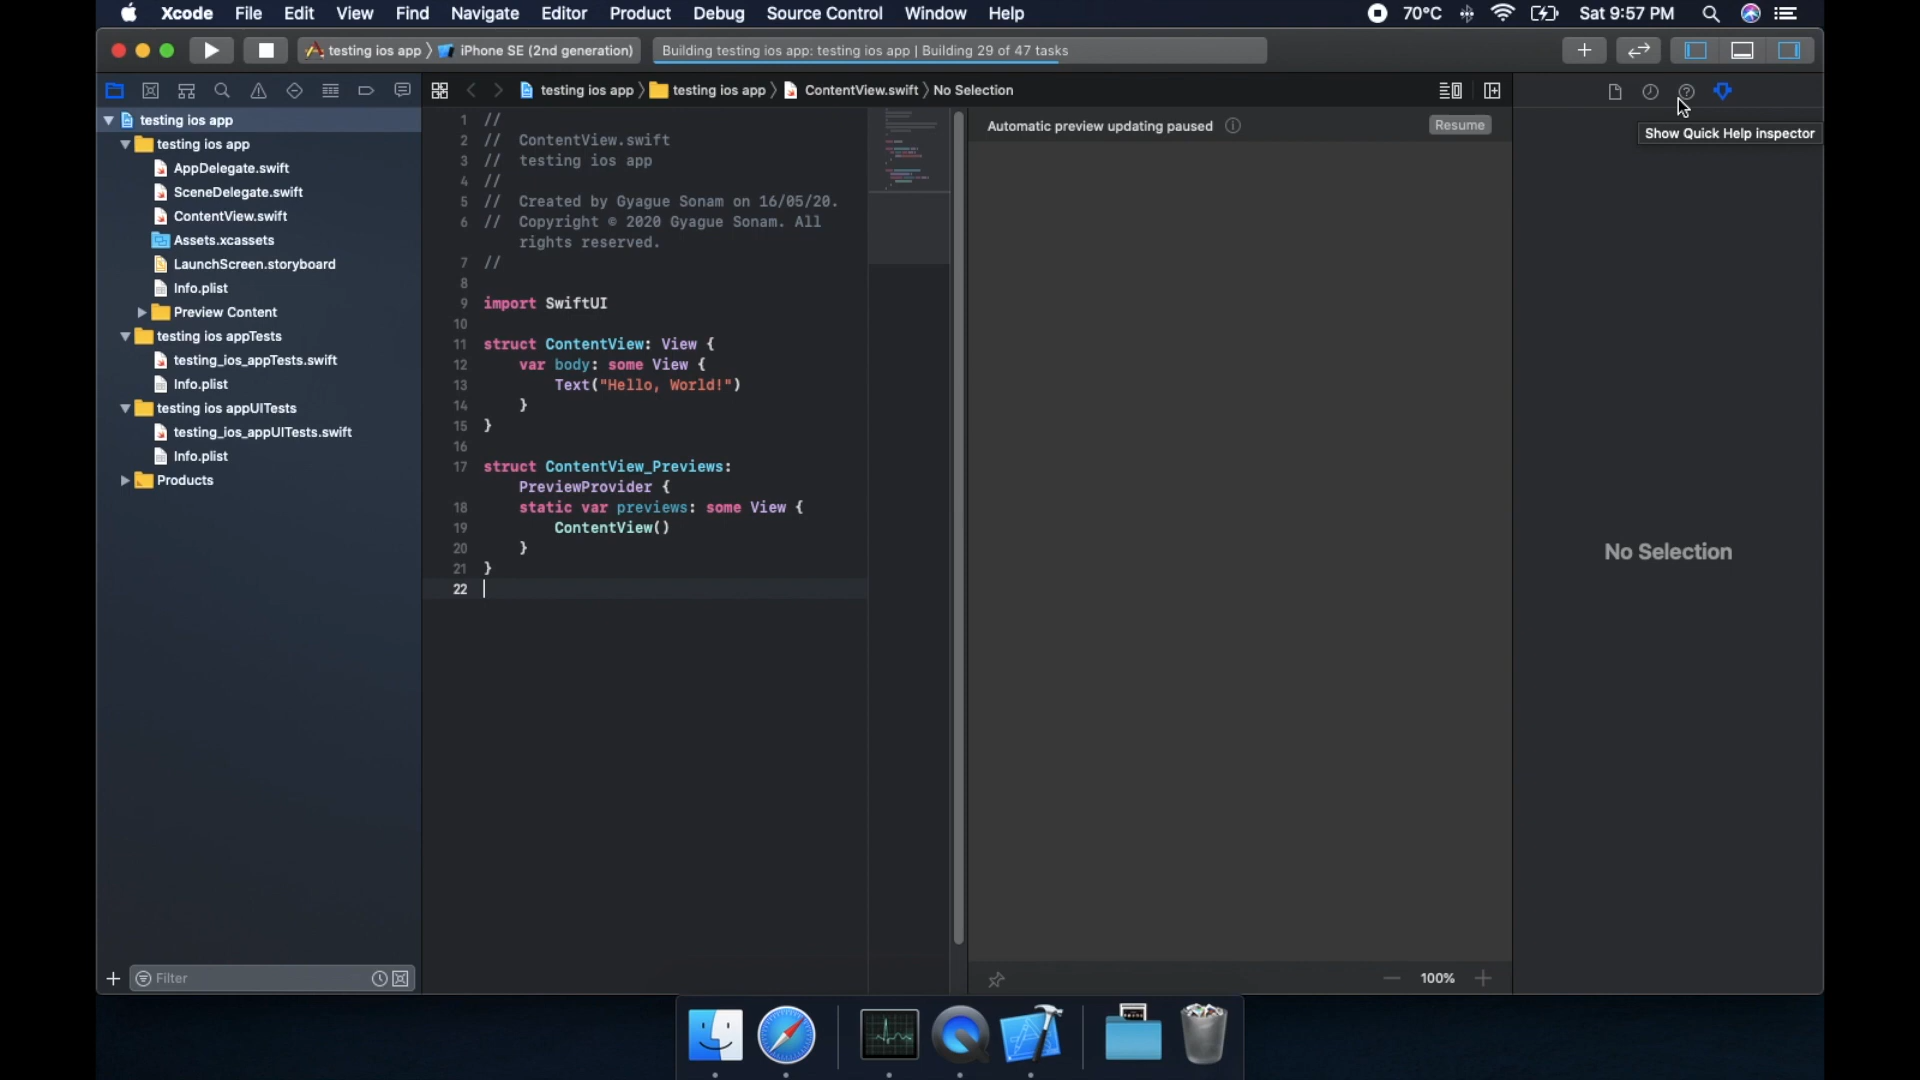 Xcode File Edit View Find Navigate Editor Product Debug Source Control Window Help 70°C Sat 9:57 PM
testing ios app iPhone SE (2nd generation) Building testing ios app: testing ios app | Building 29 of 47 tasks
testing ios app testing ios app ContentView.swift No Selection
testing ios app
testing ios app
AppDelegate.swift
SceneDelegate.swift
ContentView.swift
Assets.xcassets
LaunchScreen.storyboard
Info.plist
Preview Content
testing ios appTests
testing_ios_appTests.swift
Info.plist
testing ios appUITests
testing_ios_appUITests.swift
Info.plist
Products
Filter
1 //
2 // ContentView.swift
3 // testing ios app
4 //
5 // Created by Gyague Sonam on 16/05/20.
6 // Copyright © 2020 Gyague Sonam. All
rights reserved.
7 //
8
9 import SwiftUI
10
11 struct ContentView: View {
12 var body: some View {
13 Text("Hello, World!")
14 }
15 }
16
17 struct ContentView_Previews:
PreviewProvider {
18 static var previews: some View {
19 ContentView()
20 }
21 }
22
Automatic preview updating paused Resume
100%
Show Quick Help inspector
No Selection